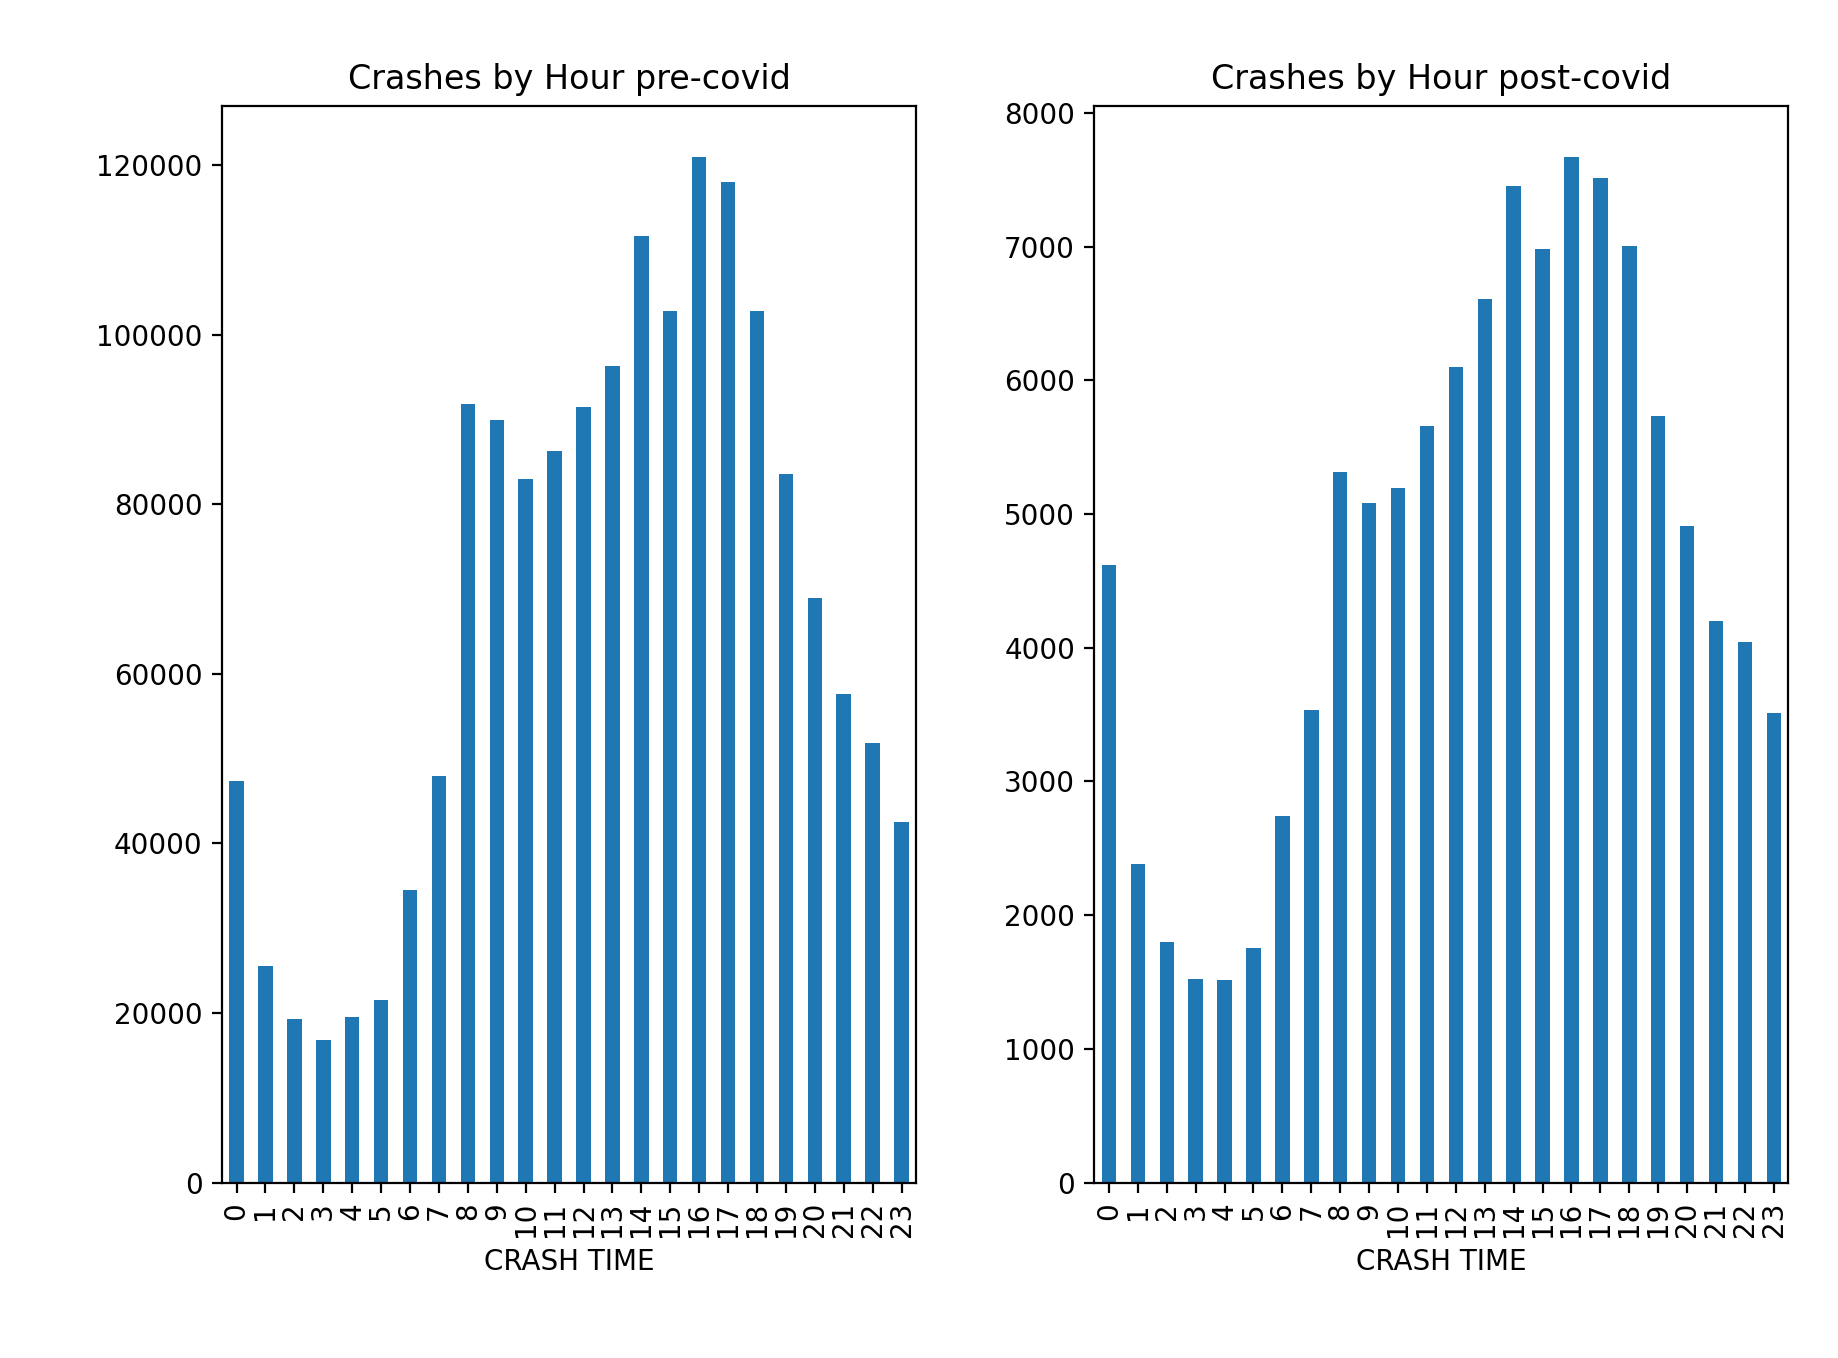 Crashes by Hour pre-covid
120000
100000
80000
60000
40000
20000
0
0 1 2 3 4 5 6 7 8 9 10 11 12 13 14 15 16 17 18 19 20 21 22 23
CRASH TIME
Crashes by Hour post-covid
8000
7000
6000
5000
4000
3000
2000
1000
0
0 1 2 3 4 5 6 7 8 9 10 11 12 13 14 15 16 17 18 19 20 21 22 23
CRASH TIME